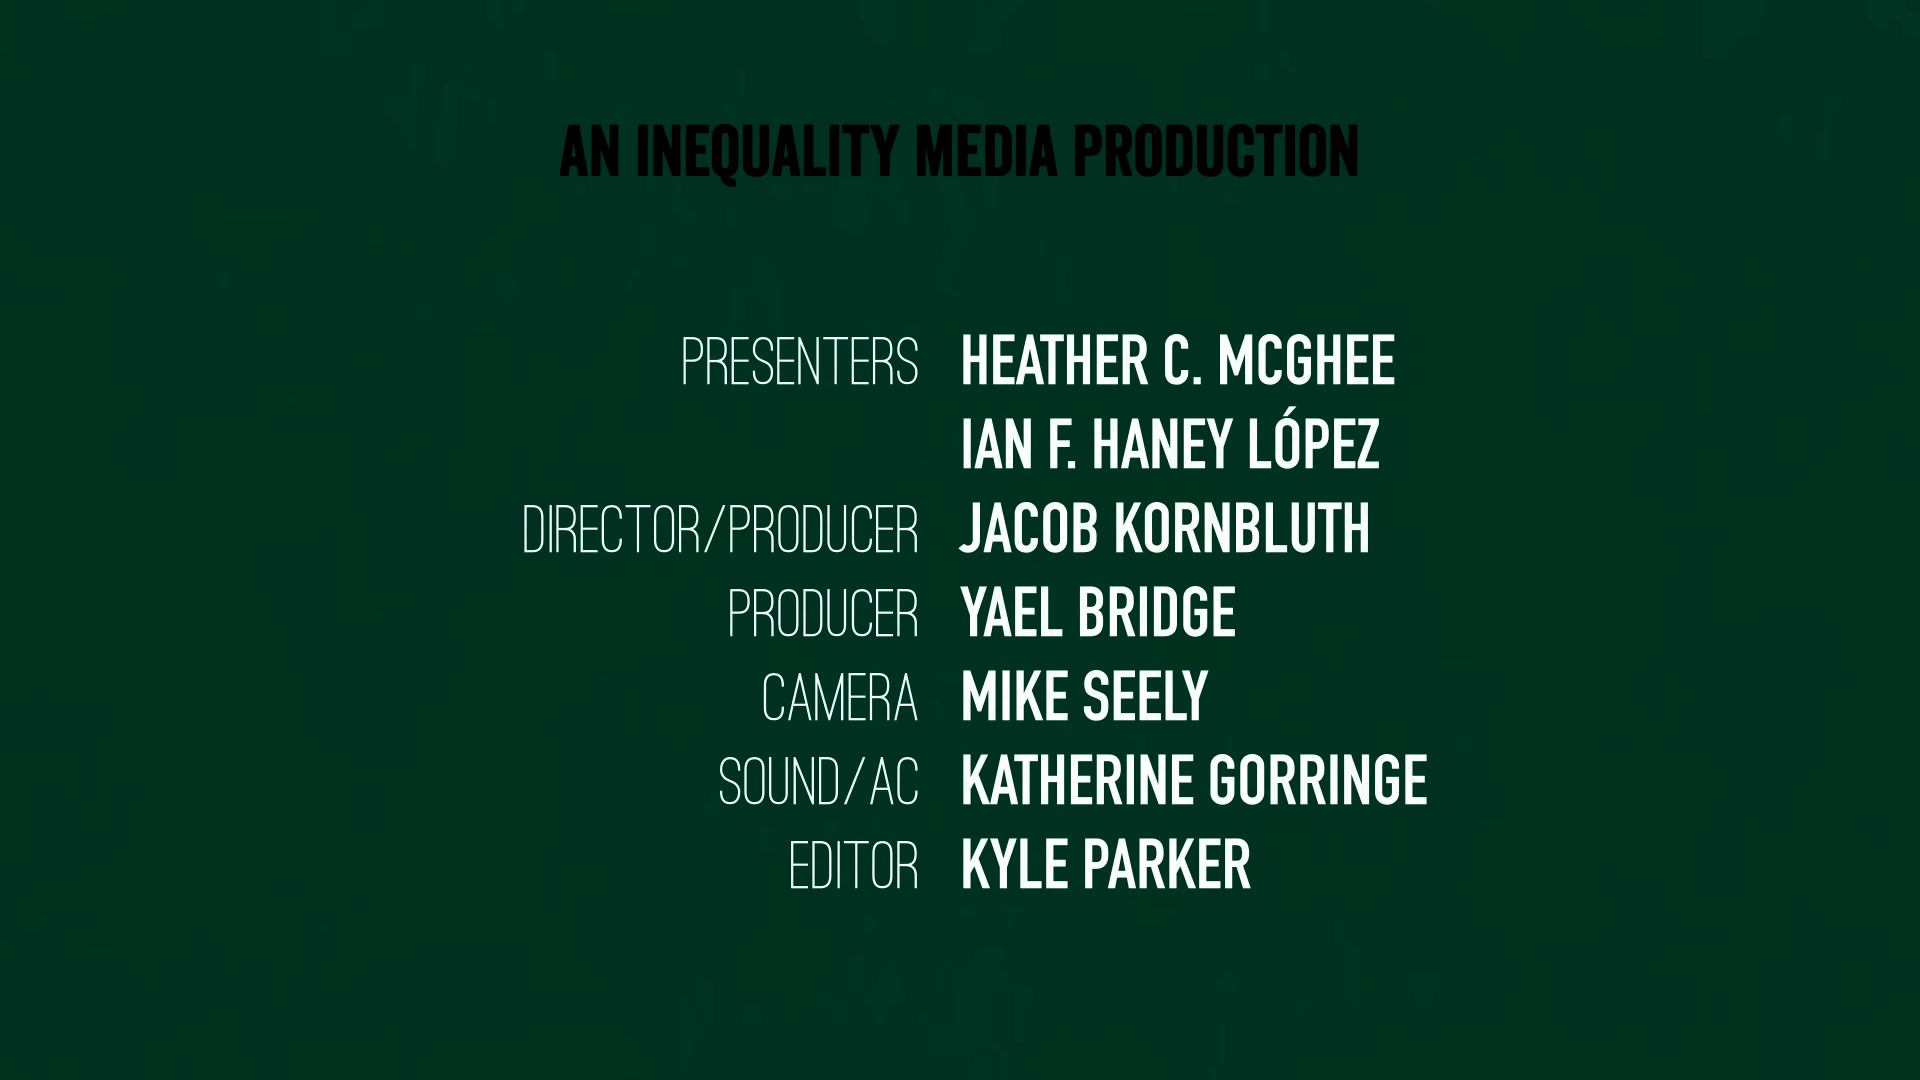 AN INEQUALITY MEDIA PRODUCTION
PRESENTERS HEATHER C. MCGHEE
IAN F. HANEY LÓPEZ
DIRECTOR/PRODUCER JACOB KORNBLUTH
PRODUCER YAEL BRIDGE
CAMERA MIKE SEELY
SOUND/AC KATHERINE GORRINGE
EDITOR KYLE PARKER